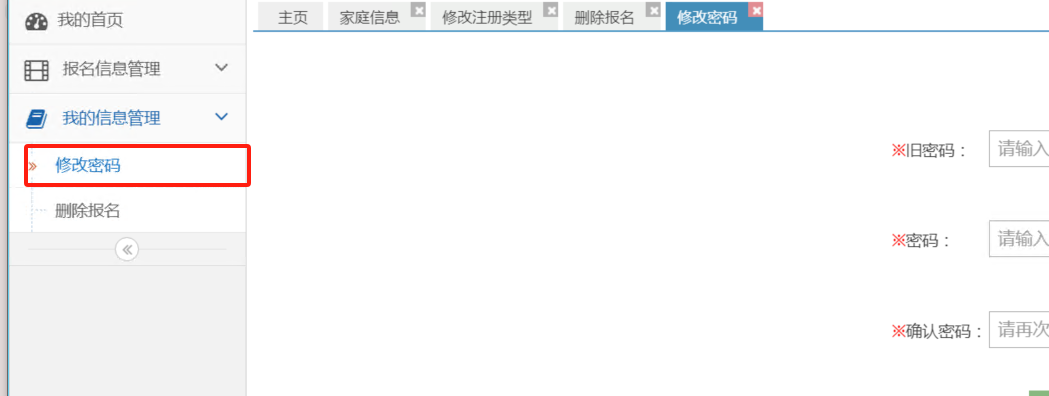 我的首页
报名信息管理
我的信息管理
修改密码
删除报名
主页 家庭信息 修改注册类型 删除报名 修改密码
※旧密码： 请输入
※密码： 请输入
※确认密码： 请再次